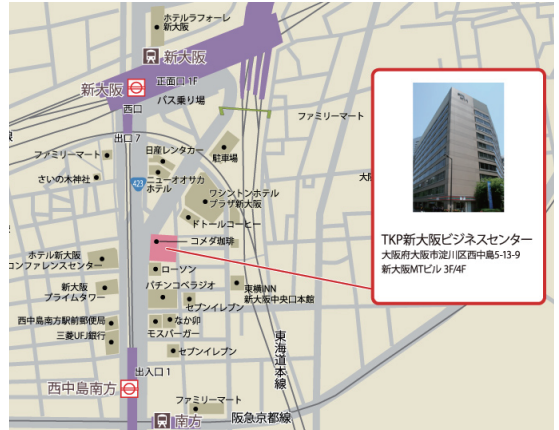 ホテルラフォーレ
新大阪
新大阪
新大阪
正面口 1F
バス乗り場
西口
ファミリーマート
出口 7
日産レンタカー
駐車場
ファミリーマート
ニューオオサカ
ホテル
さいの木神社
423
ワシントンホテル
プラザ新大阪
大
ドトールコーヒー
コメダ珈琲
TKP新大阪ビジネスセンター
大阪府大阪市淀川区西中島5-13-9
新大阪MTビル 3F/4F
ホテル新大阪
コンファレンスセンター
ローソン
新大阪
プライムタワー
パチンコベラジオ
東横INN
新大阪中央口本館
セブンイレブン
西中島南方駅前郵便局
なか卯
三菱UFJ銀行
モスバーガー
東海道本線
セブンイレブン
出入口 1
西中島南方
ファミリーマート
南方
阪急京都線